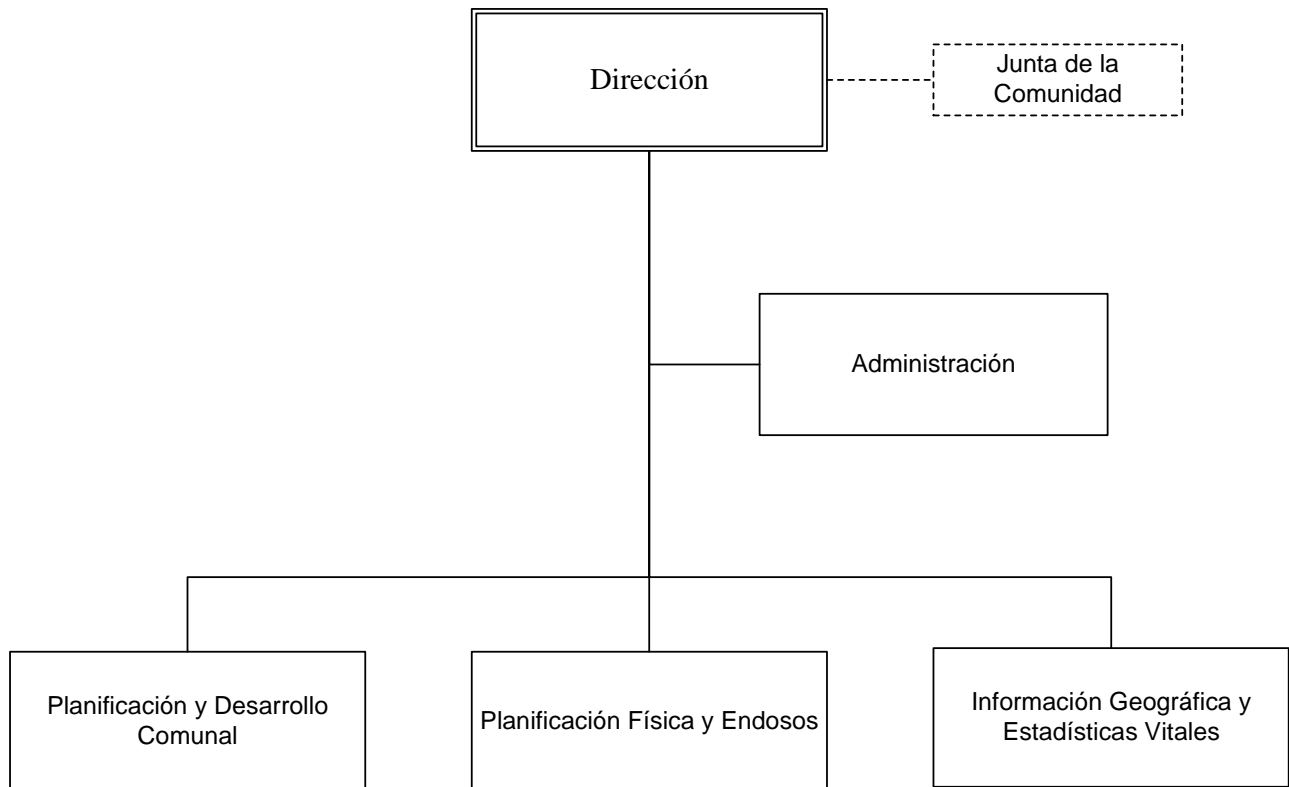 Dirección
Junta de la
Comunidad
Administración
Planificación y Desarrollo
Comunal
Planificación Física y Endosos
Información Geográfica y
Estadísticas Vitales